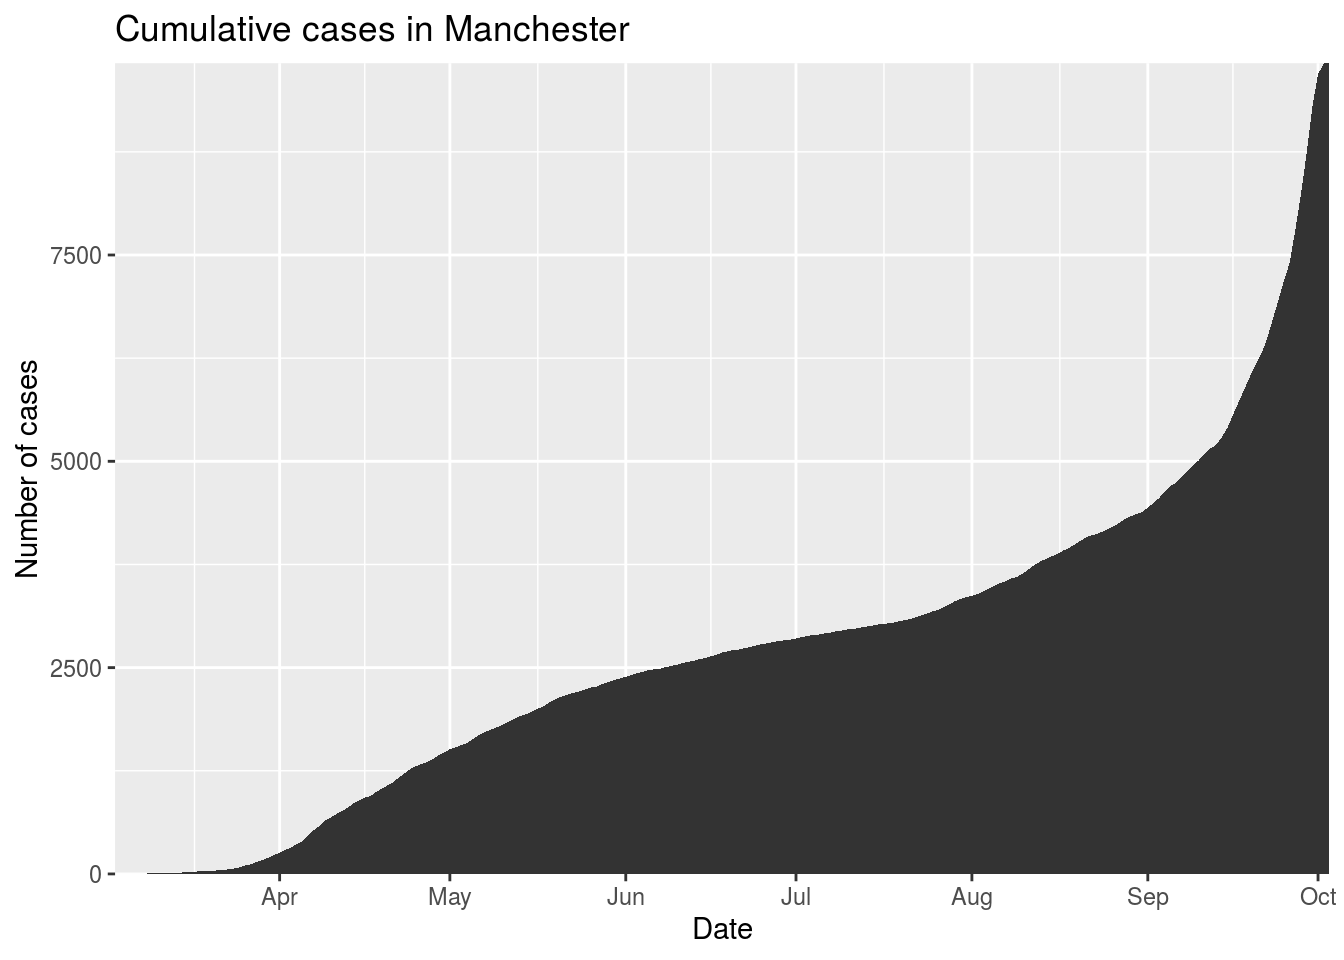 Cumulative cases in Manchester
7500
5000
2500
0
Number of cases
Apr May Jun Jul Aug Sep Oct
Date